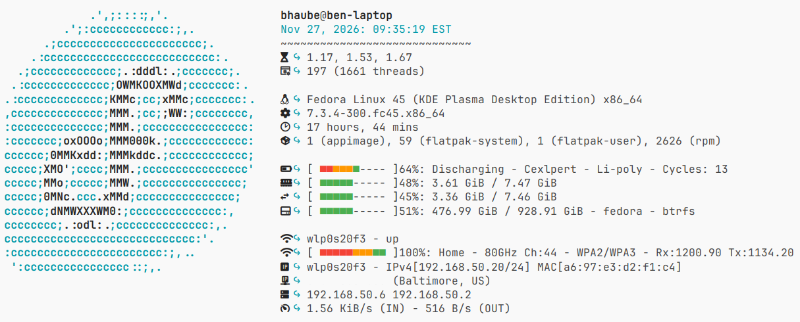 bhaube@ben-laptop
Nov 27, 2026: 09:35:19 EST
~~~~~~~~~~~~~~~~~~~~~~~~~~~~~
1.17, 1.53, 1.67
197 (1661 threads)
Fedora Linux 45 (KDE Plasma Desktop Edition) x86_64
7.3.4-300.fc45.x86_64
17 hours, 44 mins
1 (appimage), 59 (flatpak-system), 1 (flatpak-user), 2626 (rpm)
[ ■■■■■■---- ]64%: Discharging - Cexlpert - Li-poly - Cycles: 13
[ ■■■■■----- ]48%: 3.61 GiB / 7.47 GiB
[ ■■■■■----- ]45%: 3.36 GiB / 7.46 GiB
[ ■■■■■----- ]51%: 476.99 GiB / 928.91 GiB - fedora - btrfs
wlp0s20f3 - up
[ ■■■■■■■■■■ ]100%: Home - 80GHz Ch:44 - WPA2/WPA3 - Rx:1200.90 Tx:1134.20
wlp0s20f3 - IPv4[192.168.50.20/24] MAC[a6:97:e3:d2:f1:c4]
(Baltimore, US)
192.168.50.6 192.168.50.2
1.56 KiB/s (IN) - 516 B/s (OUT)